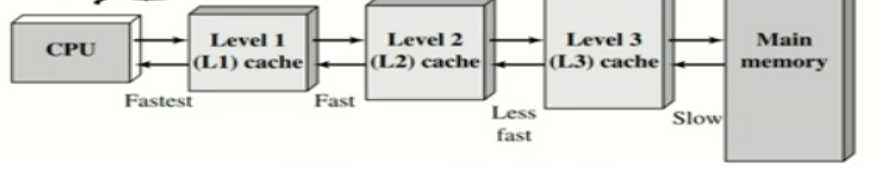 CPU
Level 1
(L1) cache
Level 2
(L2) cache
Level 3
(L3) cache
Main
memory
Fastest
Fast
Less
fast
Slow